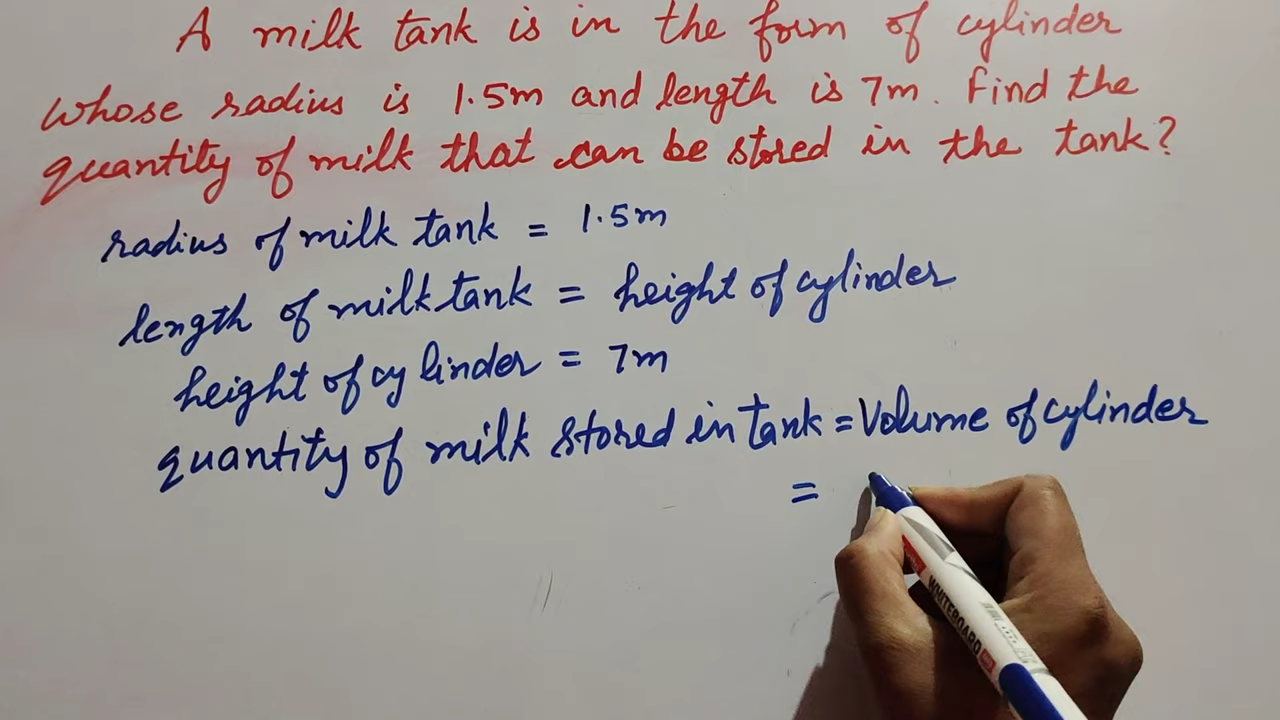 A milk tank is in the form of cylinder
whose radius is 1.5m and length is 7m. Find the
quantity of milk that can be stored in the tank?
radius of milk tank = 1.5m
length of milk tank = height of cylinder
height of cylinder = 7m
quantity of milk stored in tank = Volume of cylinder
=
WHITEBOARD